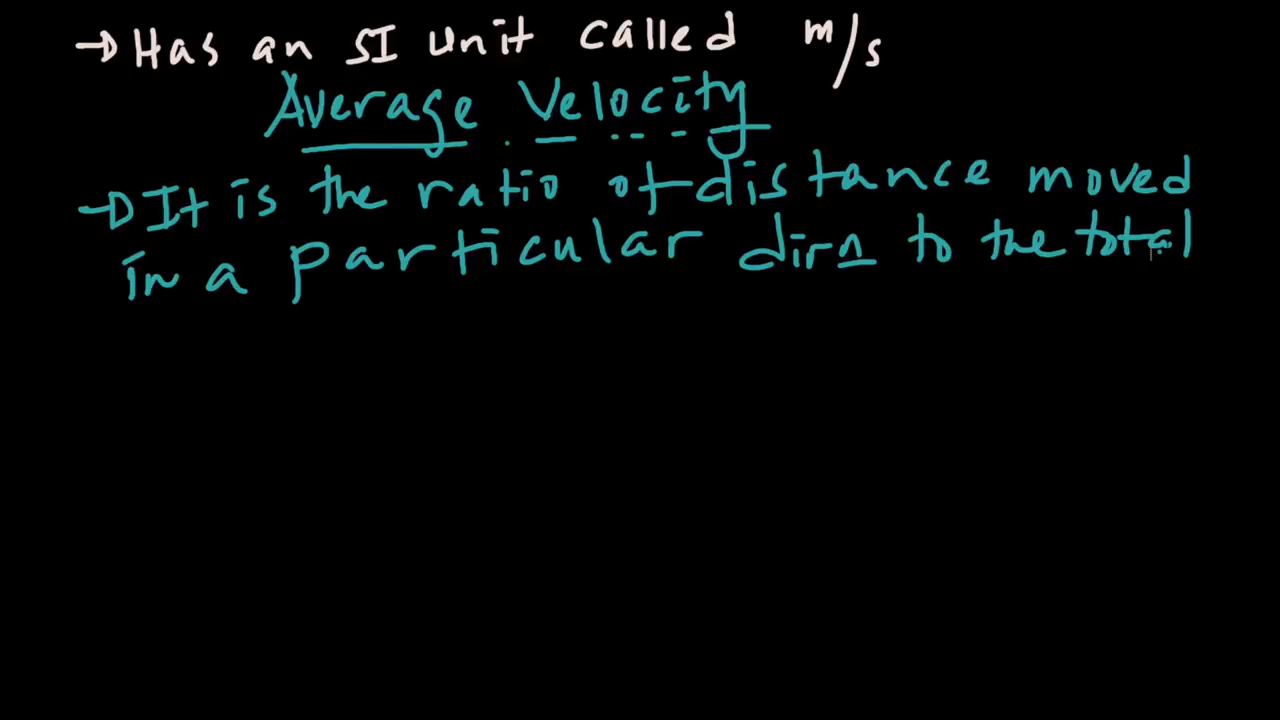 → Has an SI unit called m/s
Average Velocity
→ It is the ratio of distance moved
in a particular dirn to the total